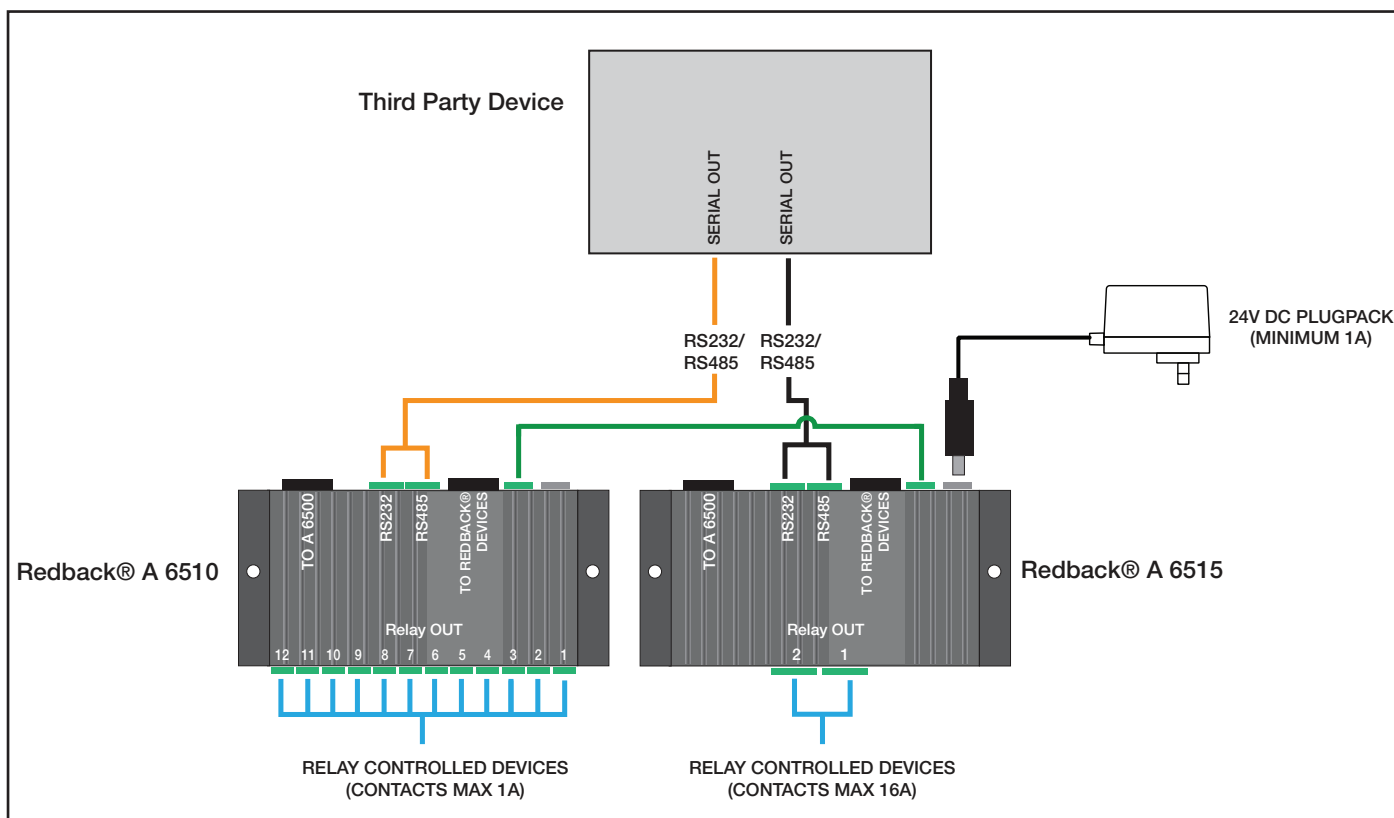 Third Party Device
SERIAL OUT
SERIAL OUT
24V DC PLUGPACK
(MINIMUM 1A)
RS232/
RS485
RS232/
RS485
Redback® A 6510
TO A 6500
RS232
RS485
TO REDBACK®
DEVICES
Relay OUT
12 11 10 9 8 7 6 5 4 3 2 1
RELAY CONTROLLED DEVICES
(CONTACTS MAX 1A)
Redback® A 6515
TO A 6500
RS232
RS485
TO REDBACK®
DEVICES
Relay OUT
2 1
RELAY CONTROLLED DEVICES
(CONTACTS MAX 16A)